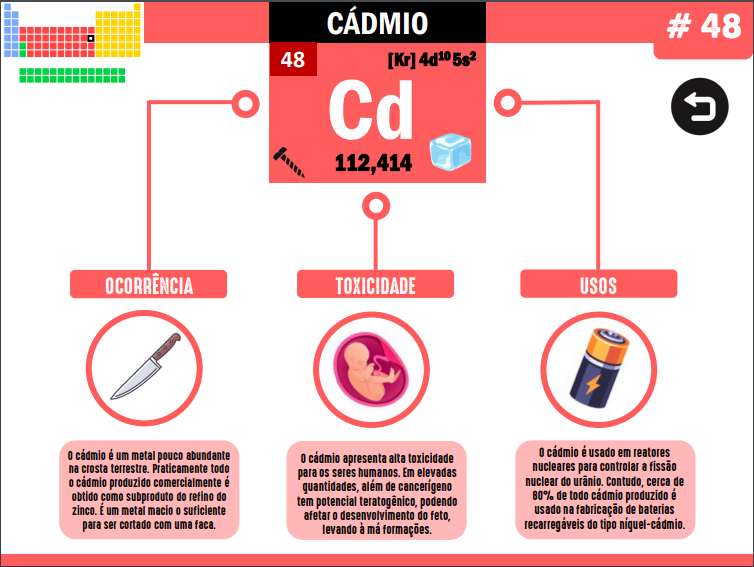 CÁDMIO
# 48
48
[Kr] 4d¹⁰ 5s²
Cd
112,414
OCORRÊNCIA
TOXICIDADE
USOS
O cádmio é um metal pouco abundante
na crosta terrestre. Praticamente todo
o cádmio produzido comercialmente é
obtido como subproduto do refino do
zinco. É um metal macio o suficiente
para ser cortado com uma faca.
O cádmio apresenta alta toxicidade
para os seres humanos. Em elevadas
quantidades, além de cancerígeno
tem potencial teratogênico, podendo
afetar o desenvolvimento do feto,
levando à má formações.
O cádmio é usado em reatores
nucleares para controlar a fissão
nuclear do urânio. Contudo, cerca de
80% de todo cádmio produzido é
usado na fabricação de baterias
recarregáveis do tipo níquel-cádmio.